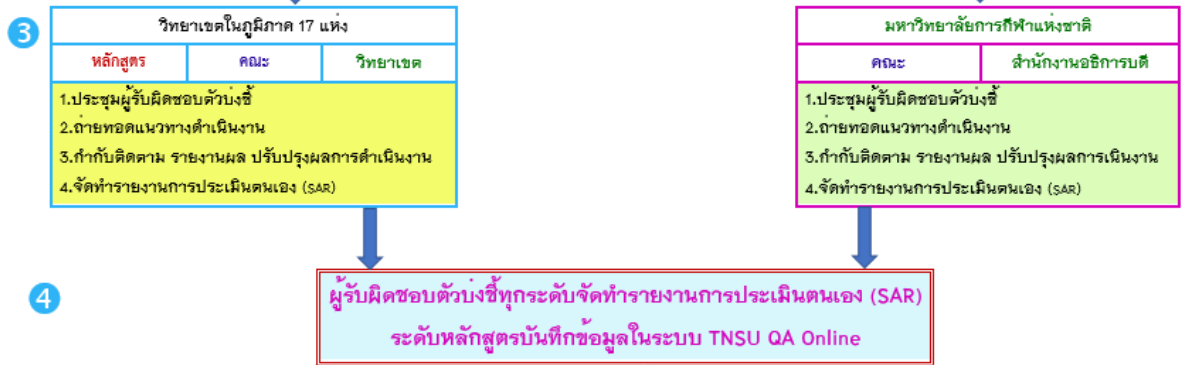 3
วิทยาเขตในภูมิภาค 17 แห่ง
หลักสูตร คณะ วิทยาเขต
1.ประชุมผู้รับผิดชอบตัวบ่งชี้
2.ถ่ายทอดแนวทางดำเนินงาน
3.กำกับติดตาม รายงานผล ปรับปรุงผลการดำเนินงาน
4.จัดทำรายงานการประเมินตนเอง (SAR)
มหาวิทยาลัยการกีฬาแห่งชาติ
คณะ สำนักงานอธิการบดี
1.ประชุมผู้รับผิดชอบตัวบ่งชี้
2.ถ่ายทอดแนวทางดำเนินงาน
3.กำกับติดตาม รายงานผล ปรับปรุงผลการเนินงาน
4.จัดทำรายงานการประเมินตนเอง (SAR)
4
ผู้รับผิดชอบตัวบ่งชี้ทุกระดับจัดทำรายงานการประเมินตนเอง (SAR)
ระดับหลักสูตรบันทึกข้อมูลในระบบ TNSU QA Online